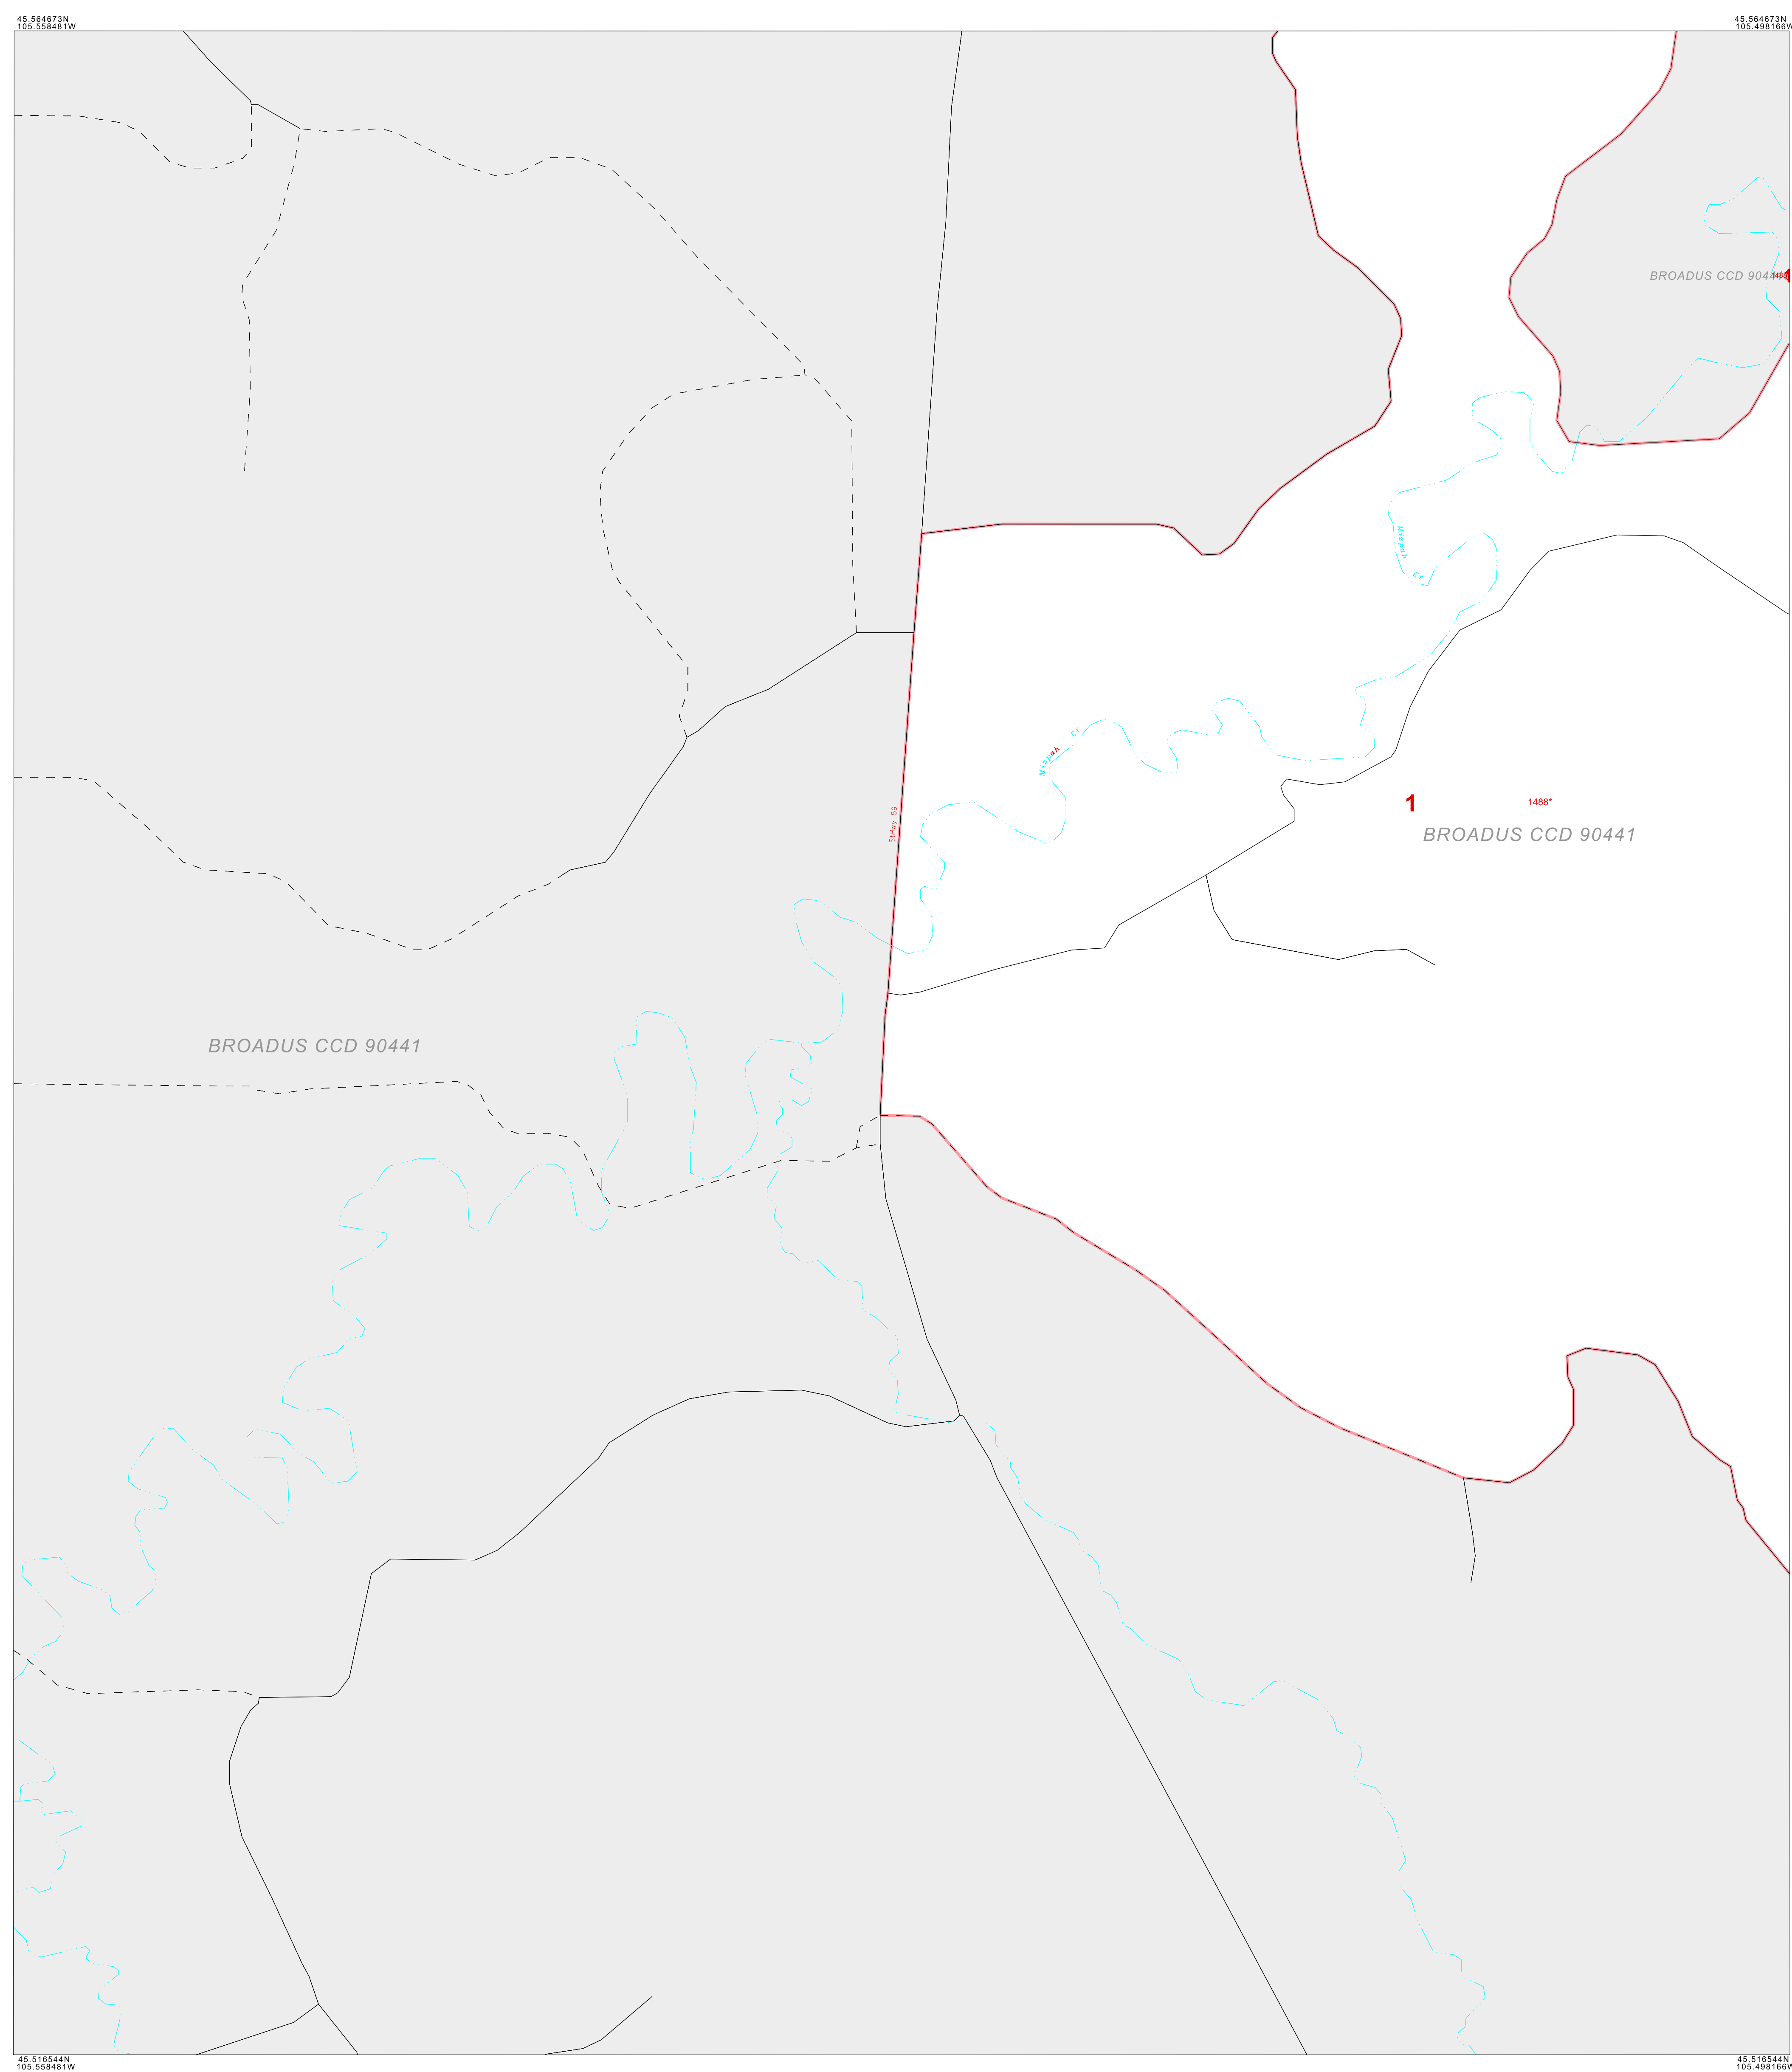 45.564673N
105.558481W
45.564673N
105.498166W
BROADUS CCD 90441
1488*
Mizpah Cr
Mizpah Cr
StHwy 59
1
1488*
BROADUS CCD 90441
BROADUS CCD 90441
45.516544N
105.558481W
45.516544N
105.498166W